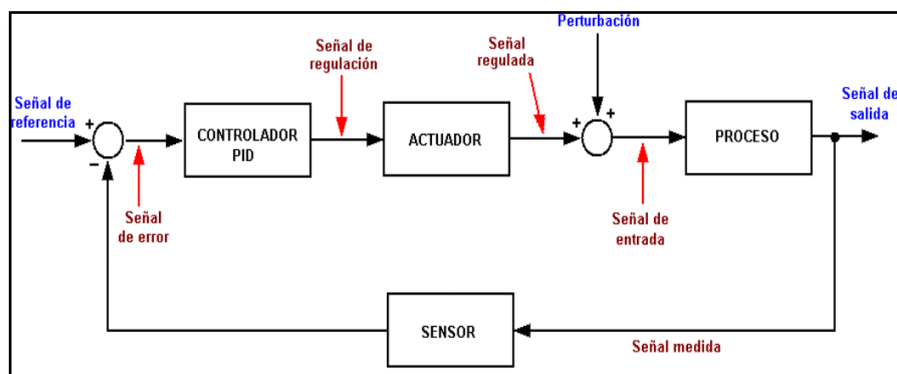 Perturbación
Señal de
regulación
Señal
regulada
Señal de
referencia
Señal de
salida
+
−
CONTROLADOR
PID
ACTUADOR
+
+
PROCESO
Señal
de error
Señal de
entrada
SENSOR
Señal medida